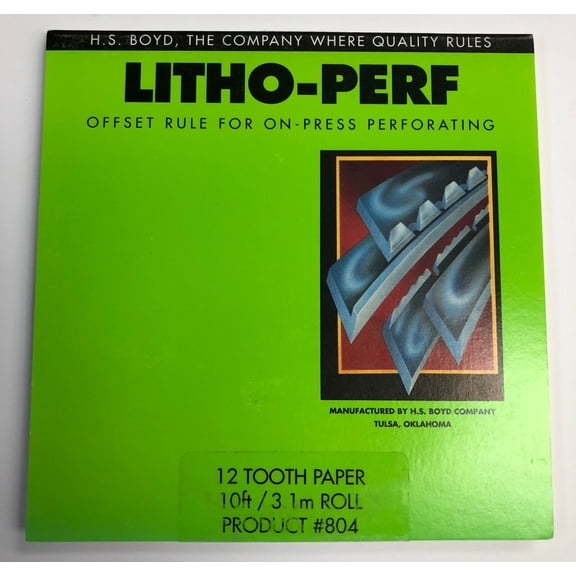 H.S. BOYD, THE COMPANY WHERE QUALITY RULES
LITHO-PERF
OFFSET RULE FOR ON-PRESS PERFORATING
MANUFACTURED BY H.S. BOYD COMPANY
TULSA, OKLAHOMA
12 TOOTH PAPER
10ft / 3.1m ROLL
PRODUCT #804